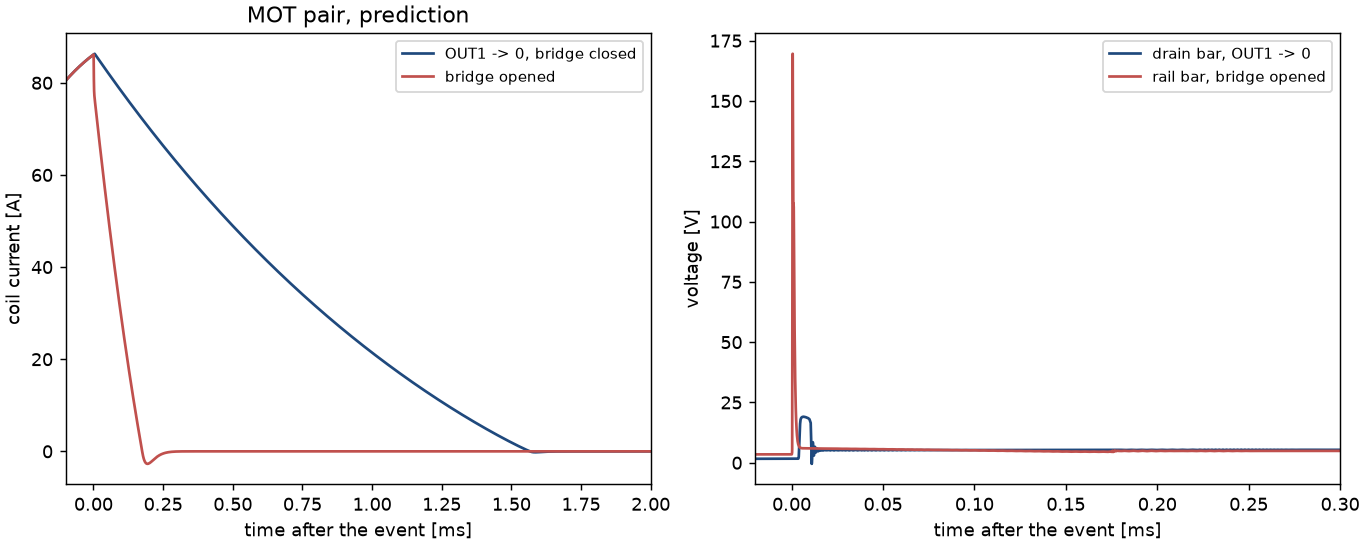 MOT pair, prediction
OUT1 -> 0, bridge closed
bridge opened
80
60
40
20
0
coil current [A]
0.00 0.25 0.50 0.75 1.00 1.25 1.50 1.75 2.00
time after the event [ms]
drain bar, OUT1 -> 0
rail bar, bridge opened
175
150
125
100
75
50
25
0
voltage [V]
0.00 0.05 0.10 0.15 0.20 0.25 0.30
time after the event [ms]